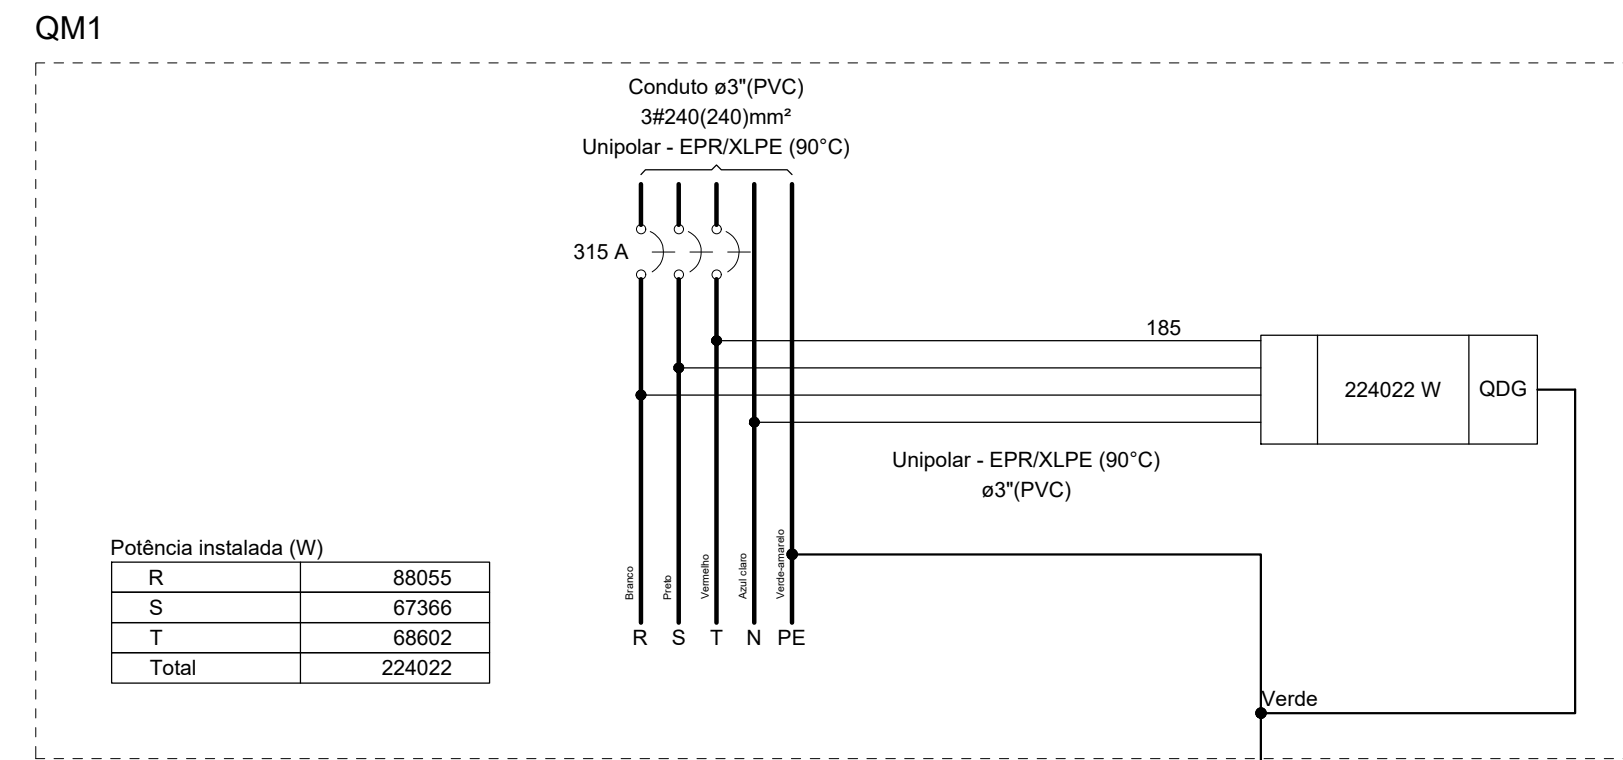 QM1
Conduto ø3"(PVC)
3#240(240)mm²
Unipolar - EPR/XLPE (90°C)
315 A
185
224022 W
QDG
Unipolar - EPR/XLPE (90°C)
ø3"(PVC)
Potência instalada (W)
R 88055
S 67366
T 68602
Total 224022
Branco
Preto
Vermelho
Azul claro
Verde-amarelo
R S T N PE
Verde